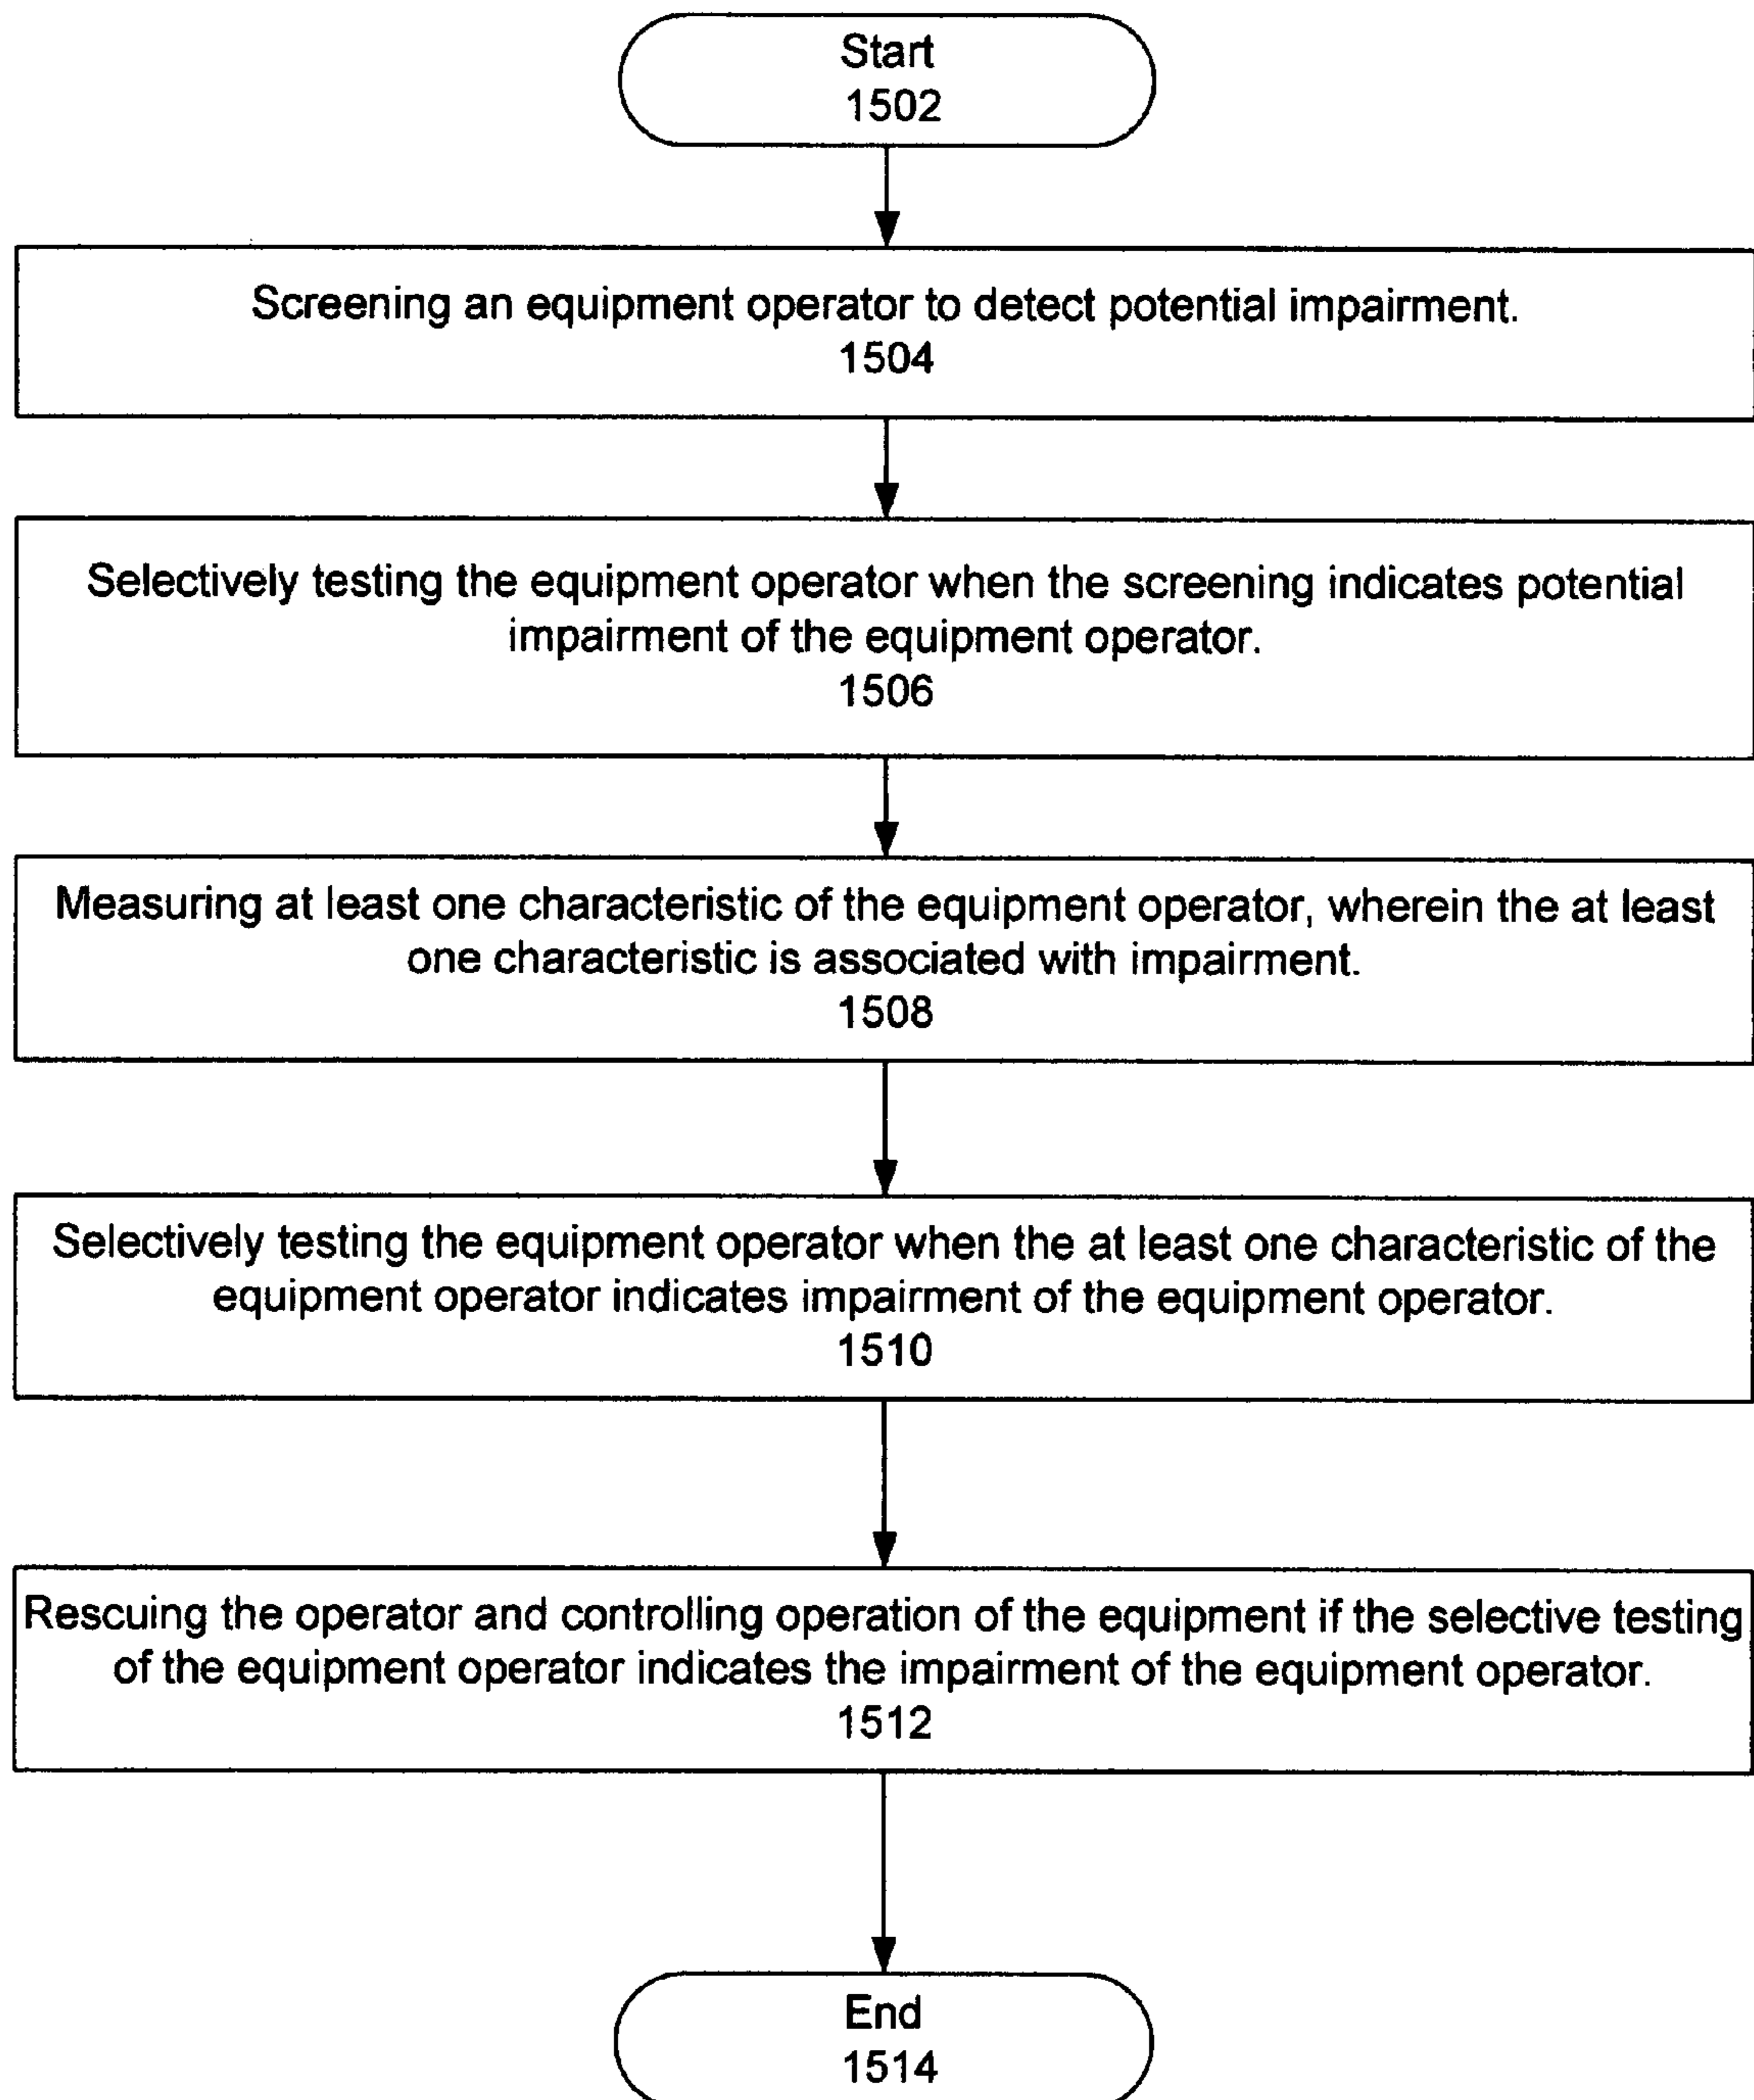 Start
1502
Screening an equipment operator to detect potential impairment.
1504
Selectively testing the equipment operator when the screening indicates potential
impairment of the equipment operator.
1506
Measuring at least one characteristic of the equipment operator, wherein the at least
one characteristic is associated with impairment.
1508
Selectively testing the equipment operator when the at least one characteristic of the
equipment operator indicates impairment of the equipment operator.
1510
Rescuing the operator and controlling operation of the equipment if the selective testing
of the equipment operator indicates the impairment of the equipment operator.
1512
End
1514